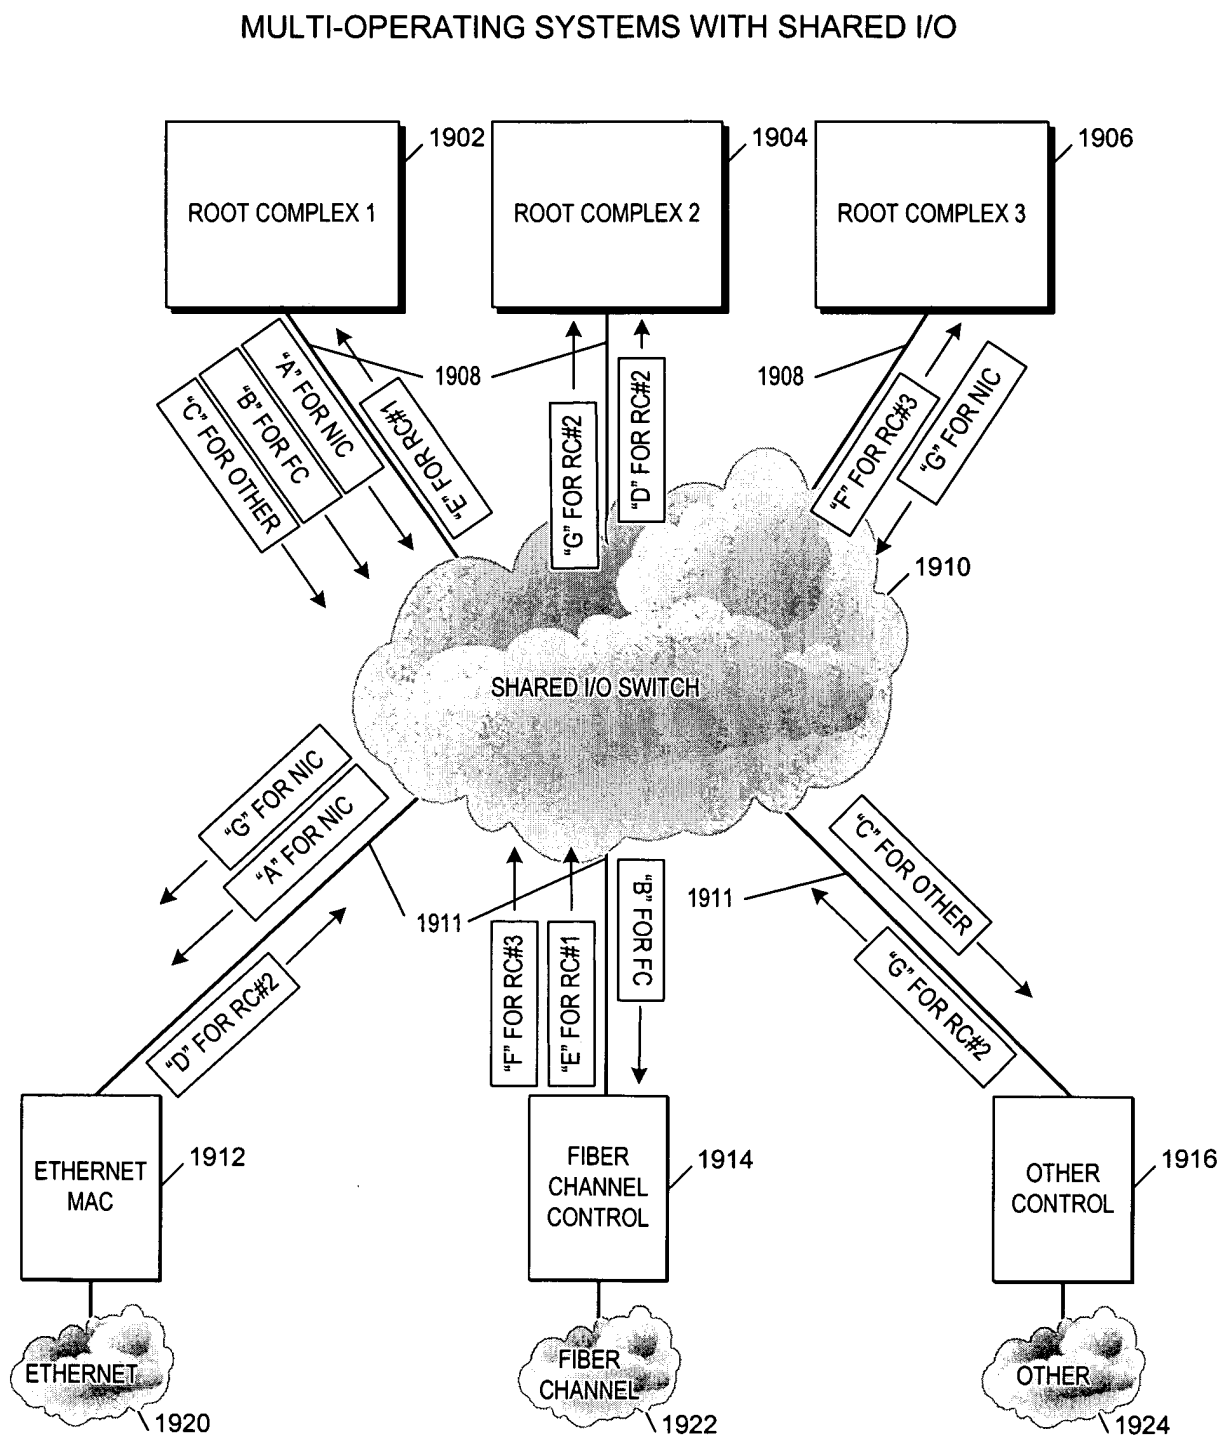 MULTI-OPERATING SYSTEMS WITH SHARED I/O
1902
1904
1906
ROOT COMPLEX 1
ROOT COMPLEX 2
ROOT COMPLEX 3
1908
1908
"A" FOR NIC
"B" FOR FC
"C" FOR OTHER
"E" FOR RC#1
"G" FOR RC#2
"D" FOR RC#2
"F" FOR RC#3
"G" FOR NIC
1910
SHARED I/O SWITCH
"G" FOR NIC
"A" FOR NIC
"D" FOR RC#2
1911
"F" FOR RC#3
"E" FOR RC#1
"B" FOR FC
1911
"C" FOR OTHER
"G" FOR RC#2
ETHERNET
MAC
1912
FIBER
CHANNEL
CONTROL
1914
OTHER
CONTROL
1916
ETHERNET
1920
FIBER
CHANNEL
1922
OTHER
1924